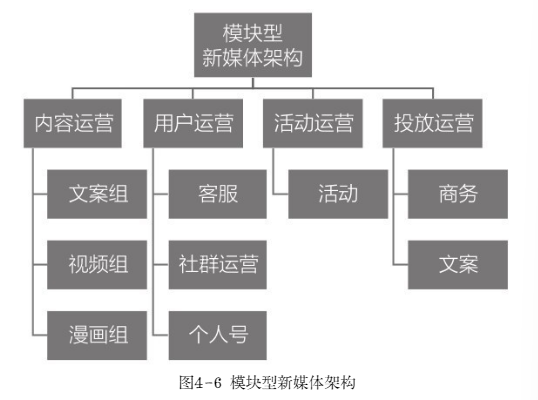 模块型
新媒体架构
内容运营
用户运营
活动运营
投放运营
文案组
客服
活动
商务
视频组
社群运营
文案
漫画组
个人号
图4-6 模块型新媒体架构